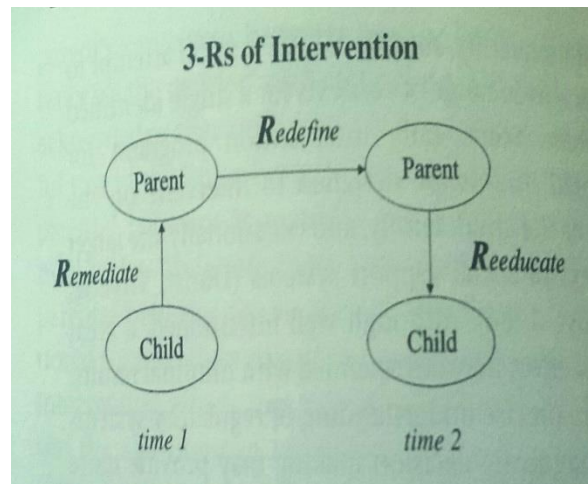 3-Rs of Intervention
Redefine
Parent
Parent
Remediate
Reeducate
Child
Child
time 1
time 2